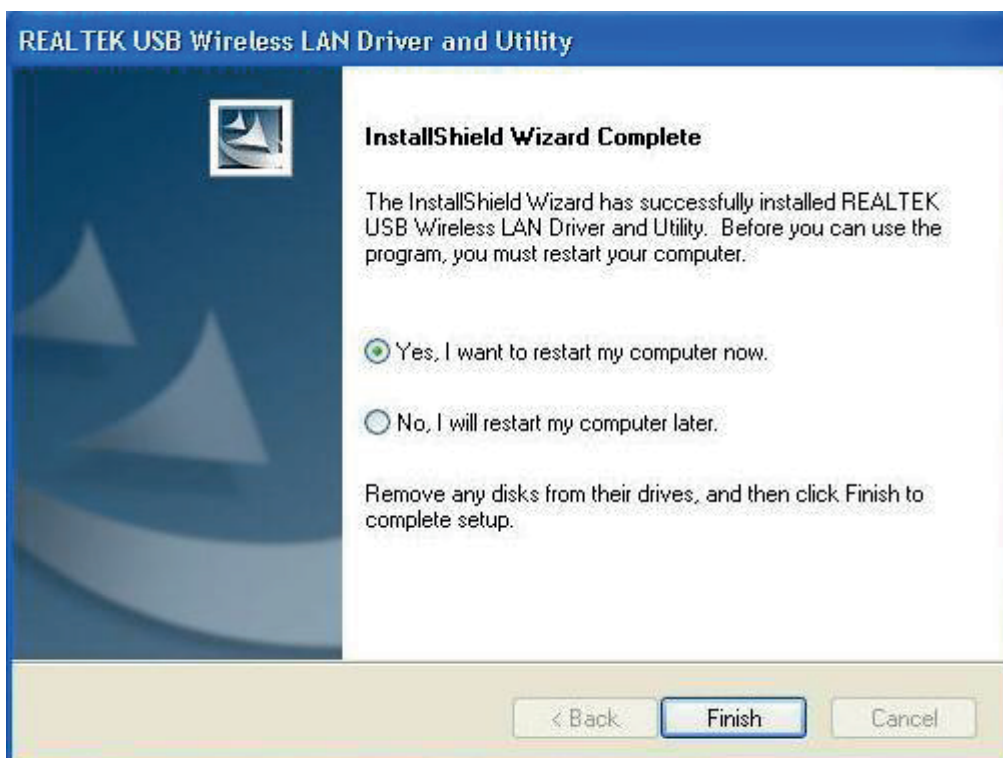 REALTEK USB Wireless LAN Driver and Utility
InstallShield Wizard Complete
The InstallShield Wizard has successfully installed REALTEK
USB Wireless LAN Driver and Utility. Before you can use the
program, you must restart your computer.
Yes, I want to restart my computer now.
No, I will restart my computer later.
Remove any disks from their drives, and then click Finish to
complete setup.
< Back Finish Cancel